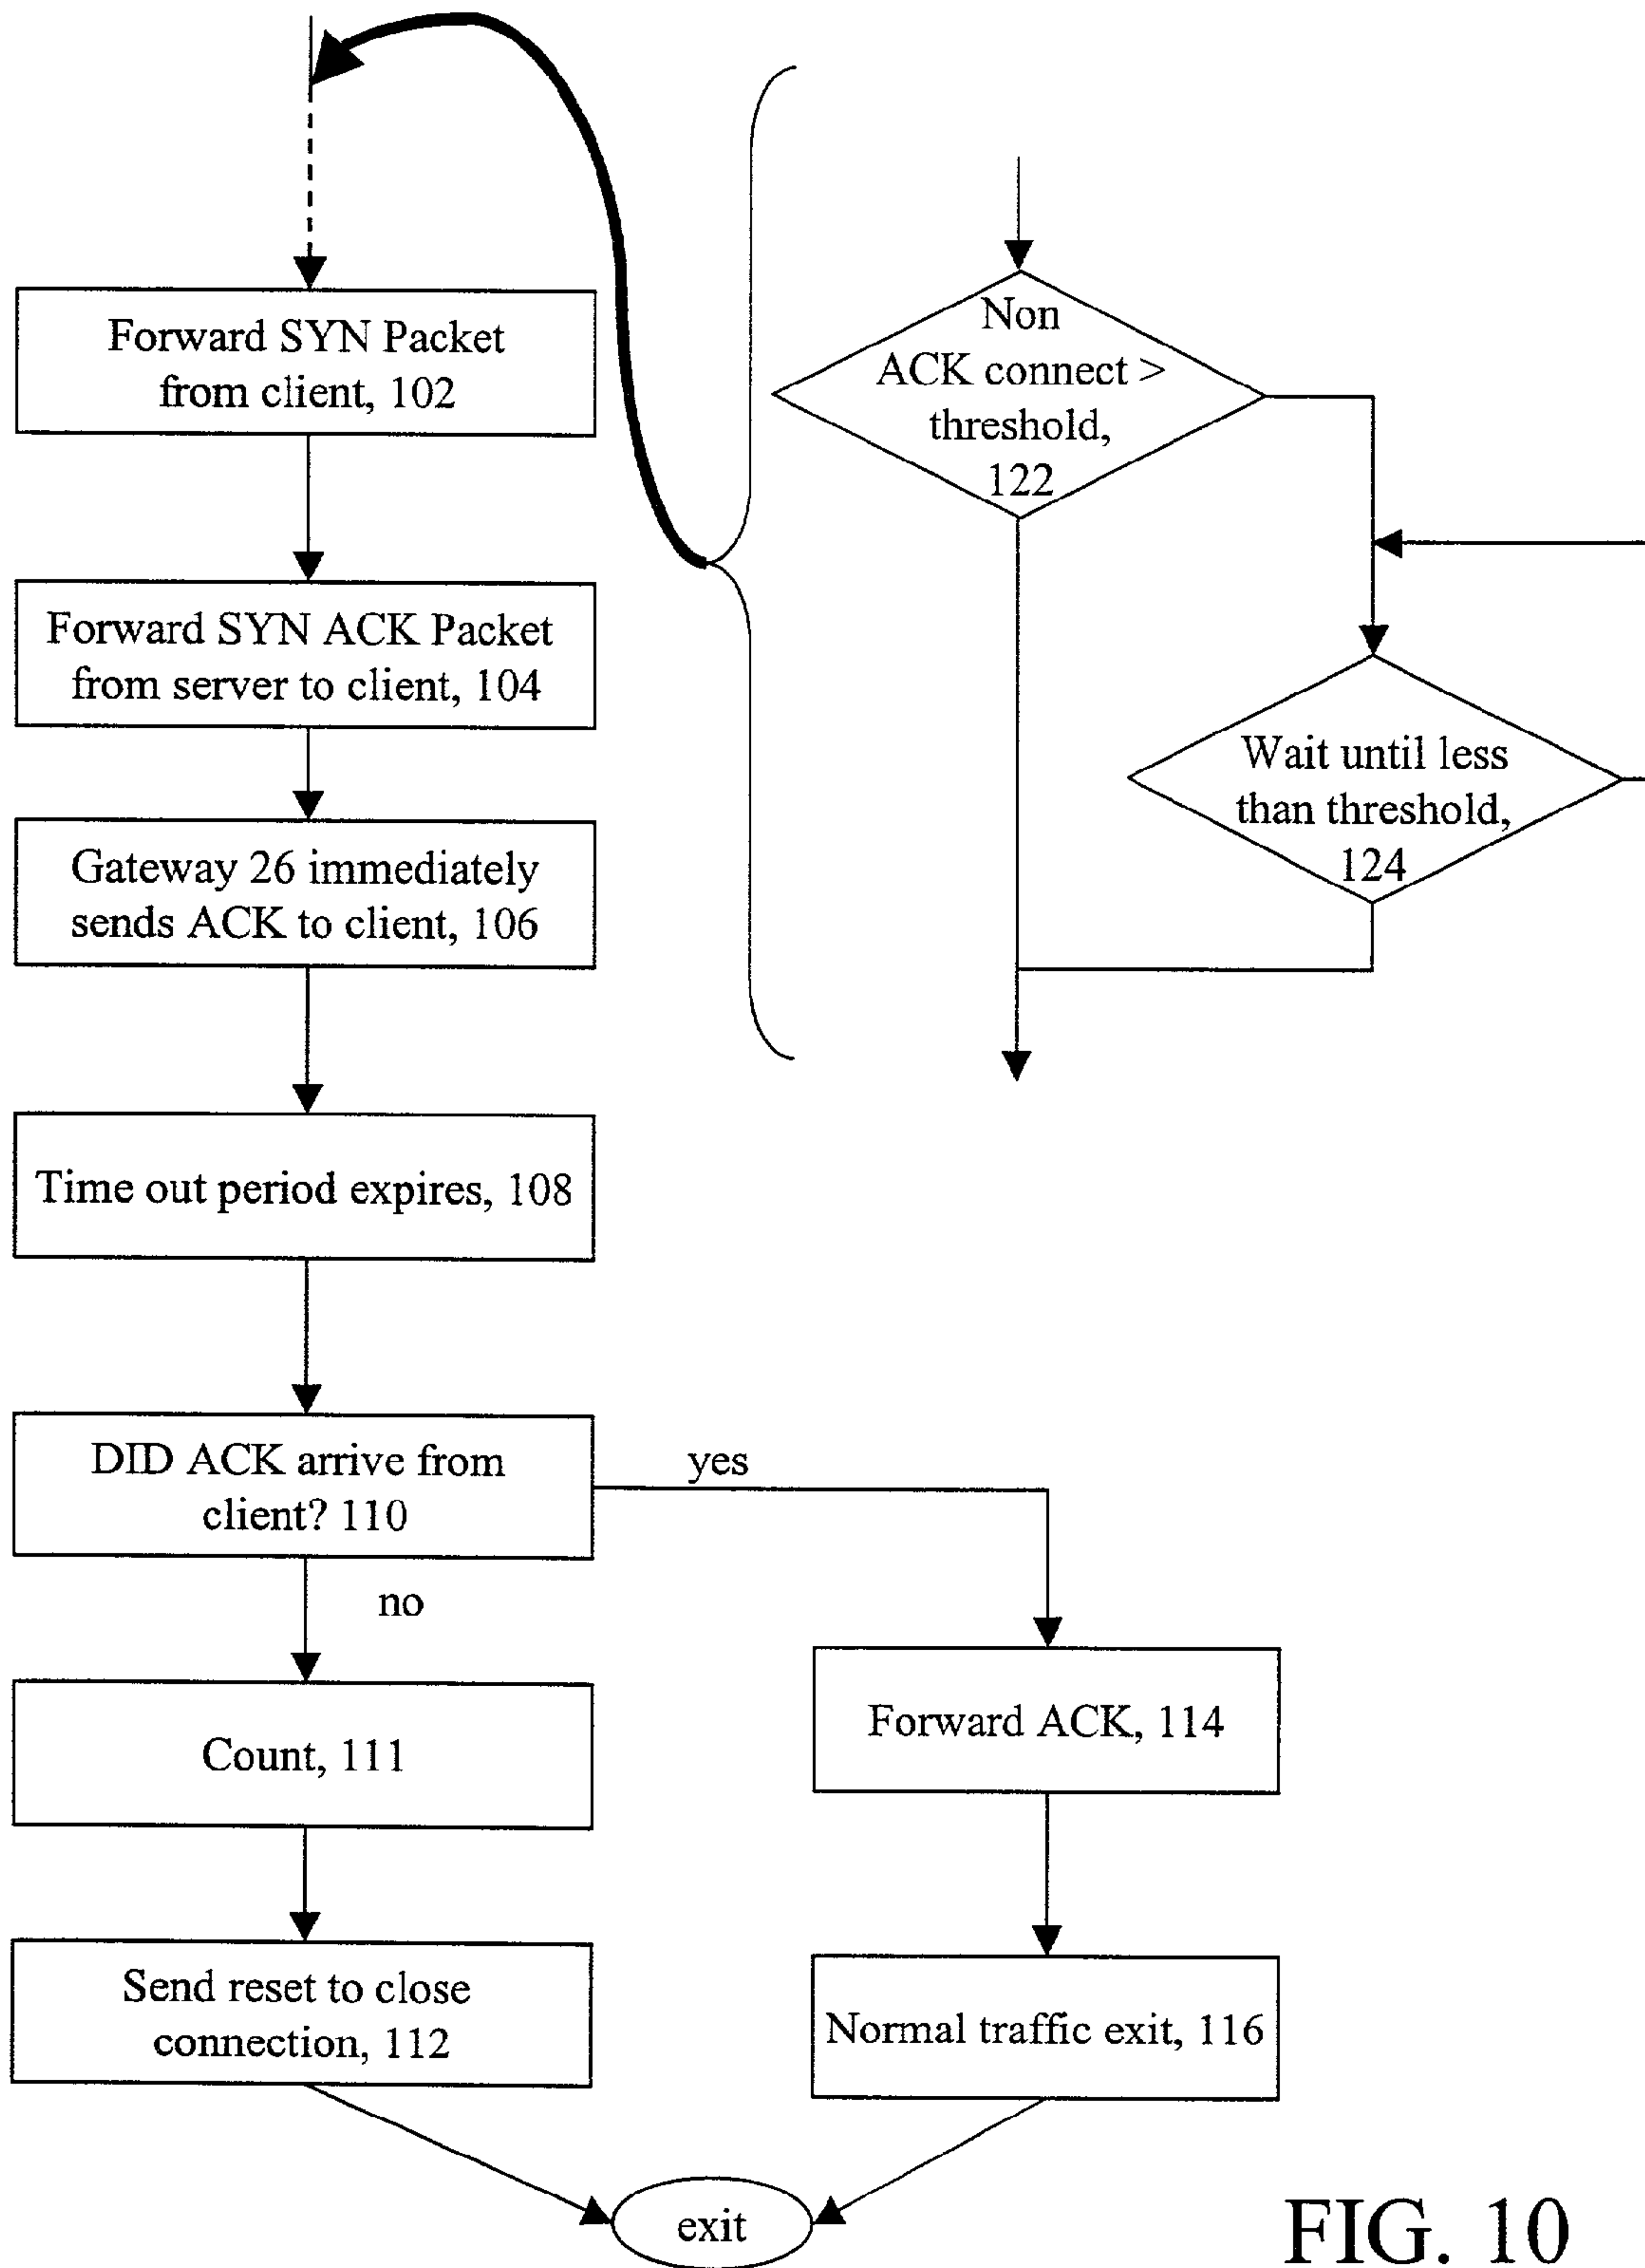 Forward SYN Packet
from client, 102
Forward SYN ACK Packet
from server to client, 104
Gateway 26 immediately
sends ACK to client, 106
Time out period expires, 108
DID ACK arrive from
client? 110
yes
no
Count, 111
Send reset to close
connection, 112
Forward ACK, 114
Normal traffic exit, 116
exit
Non
ACK connect >
threshold,
122
Wait until less
than threshold,
124
FIG. 10